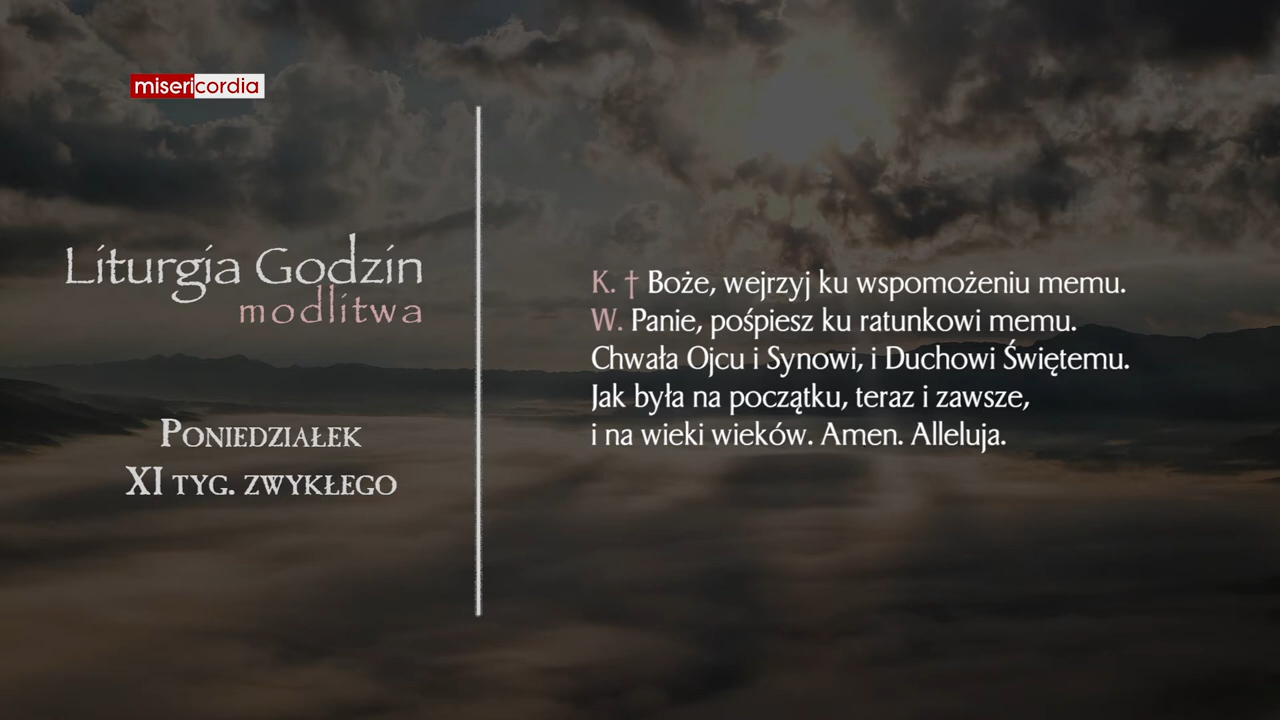 misericordia
Liturgia Godzin
modlitwa
Poniedziałek
XI tyg. zwykłego
K. † Boże, wejrzyj ku wspomożeniu memu.
W. Panie, pośpiesz ku ratunkowi memu.
Chwała Ojcu i Synowi, i Duchowi Świętemu.
Jak była na początku, teraz i zawsze,
i na wieki wieków. Amen. Alleluja.